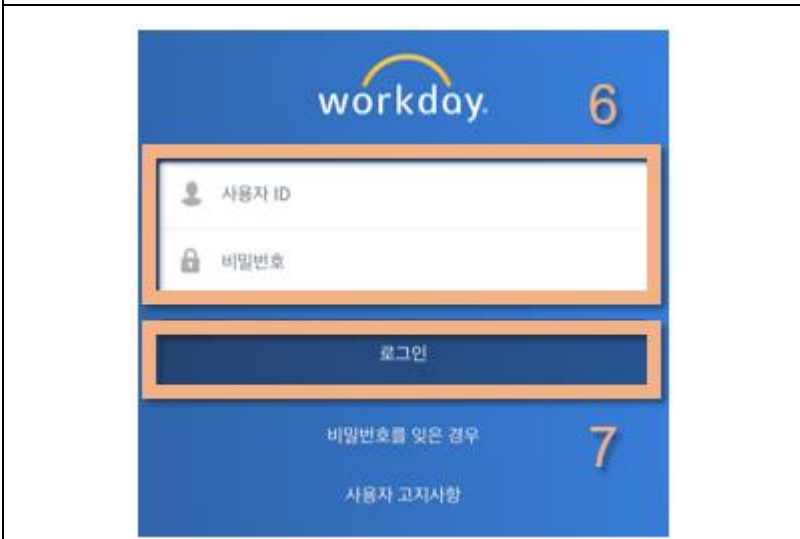 workday.
6
사용자 ID
비밀번호
로그인
비밀번호를 잊은 경우
7
사용자 고지사항